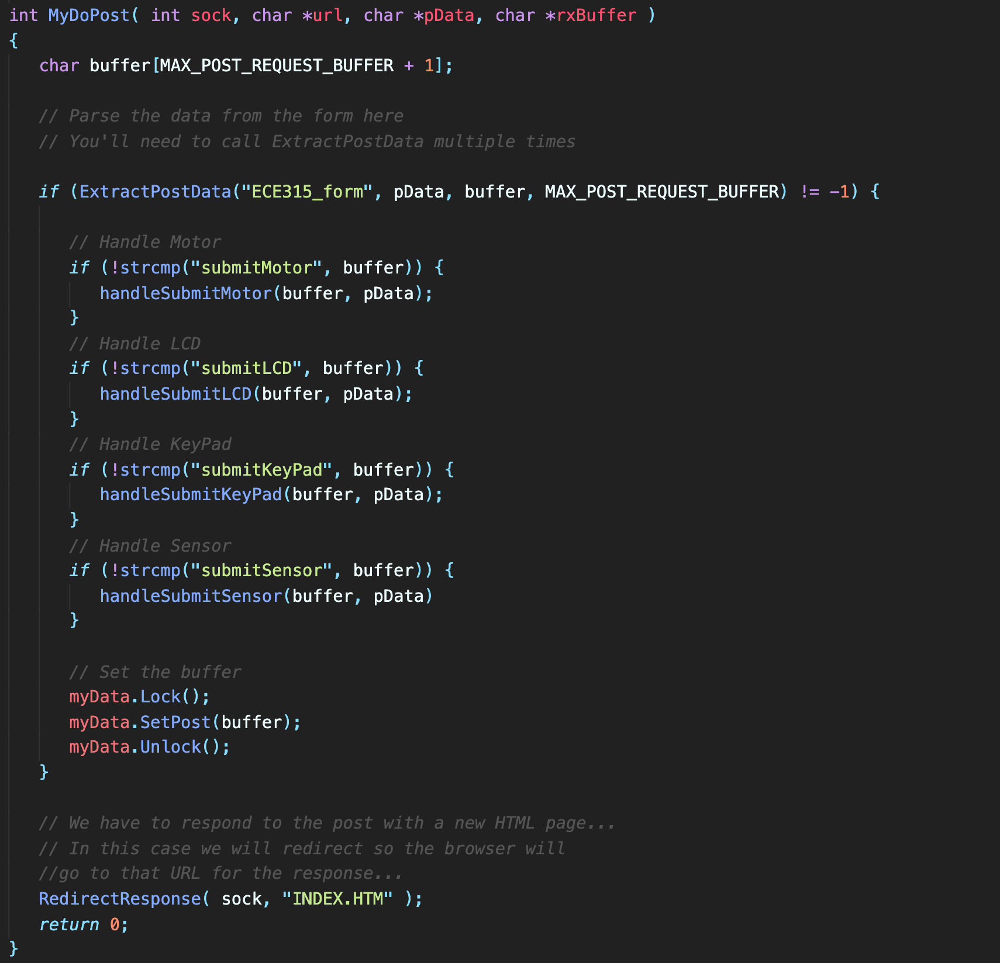 int MyDoPost( int sock, char *url, char *pData, char *rxBuffer )
{
   char buffer[MAX_POST_REQUEST_BUFFER + 1];

   // Parse the data from the form here
   // You'll need to call ExtractPostData multiple times

   if (ExtractPostData("ECE315_form", pData, buffer, MAX_POST_REQUEST_BUFFER) != -1) {

      // Handle Motor
      if (!strcmp("submitMotor", buffer)) {
         handleSubmitMotor(buffer, pData);
      }
      // Handle LCD
      if (!strcmp("submitLCD", buffer)) {
         handleSubmitLCD(buffer, pData);
      }
      // Handle KeyPad
      if (!strcmp("submitKeyPad", buffer)) {
         handleSubmitKeyPad(buffer, pData);
      }
      // Handle Sensor
      if (!strcmp("submitSensor", buffer)) {
         handleSubmitSensor(buffer, pData)
      }

      // Set the buffer
      myData.Lock();
      myData.SetPost(buffer);
      myData.Unlock();
   }

   // We have to respond to the post with a new HTML page...
   // In this case we will redirect so the browser will
   //go to that URL for the response...
   RedirectResponse( sock, "INDEX.HTM" );
   return 0;
}